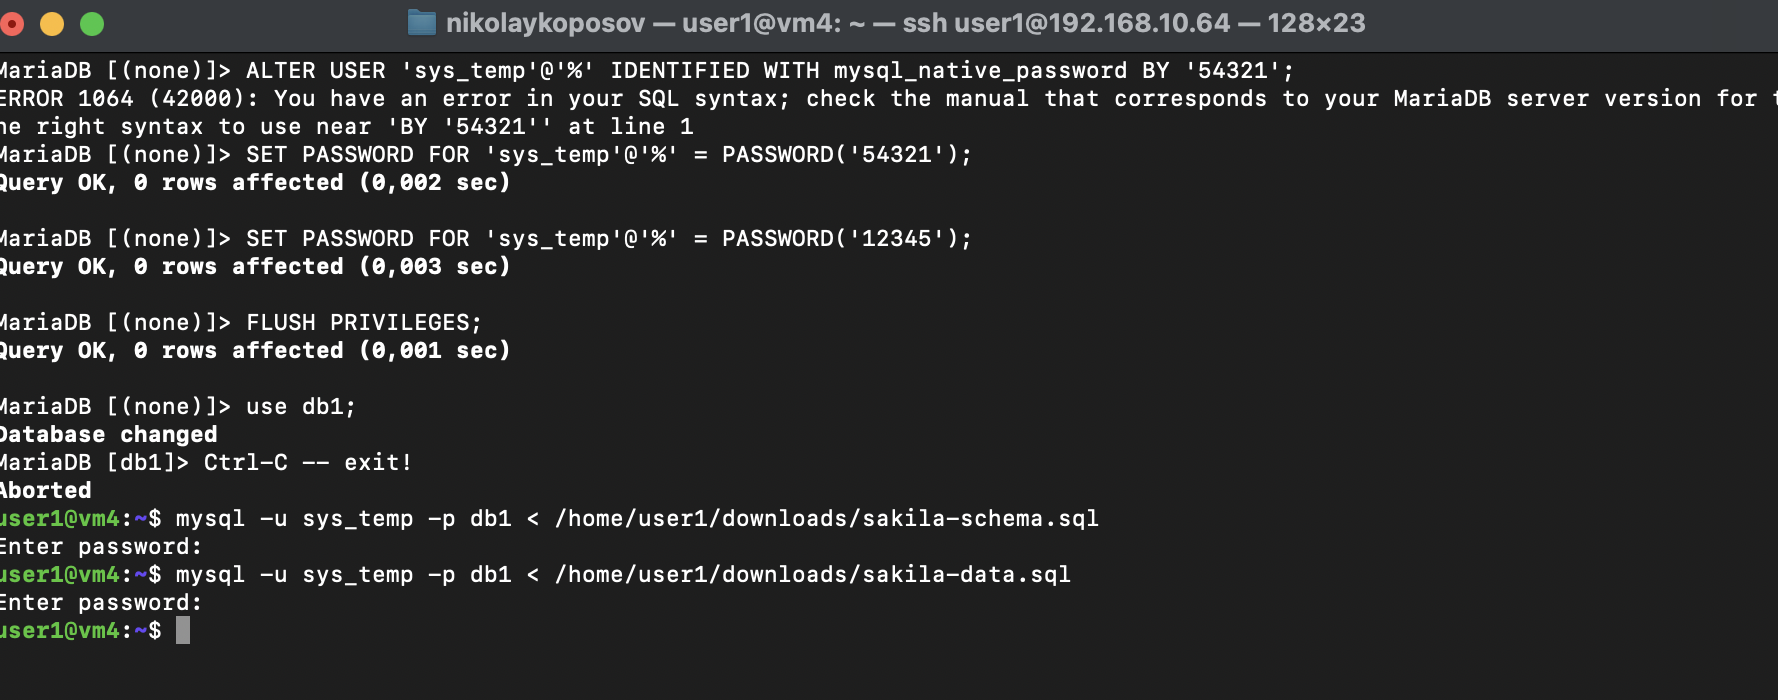 nikolaykoposov — user1@vm4: ~ — ssh user1@192.168.10.64 — 128×23
MariaDB [(none)]> ALTER USER 'sys_temp'@'%' IDENTIFIED WITH mysql_native_password BY '54321';
ERROR 1064 (42000): You have an error in your SQL syntax; check the manual that corresponds to your MariaDB server version for t
he right syntax to use near 'BY '54321'' at line 1
MariaDB [(none)]> SET PASSWORD FOR 'sys_temp'@'%' = PASSWORD('54321');
Query OK, 0 rows affected (0,002 sec)
MariaDB [(none)]> SET PASSWORD FOR 'sys_temp'@'%' = PASSWORD('12345');
Query OK, 0 rows affected (0,003 sec)
MariaDB [(none)]> FLUSH PRIVILEGES;
Query OK, 0 rows affected (0,001 sec)
MariaDB [(none)]> use db1;
Database changed
MariaDB [db1]> Ctrl-C -- exit!
Aborted
user1@vm4:~$ mysql -u sys_temp -p db1 < /home/user1/downloads/sakila-schema.sql
Enter password:
user1@vm4:~$ mysql -u sys_temp -p db1 < /home/user1/downloads/sakila-data.sql
Enter password:
user1@vm4:~$